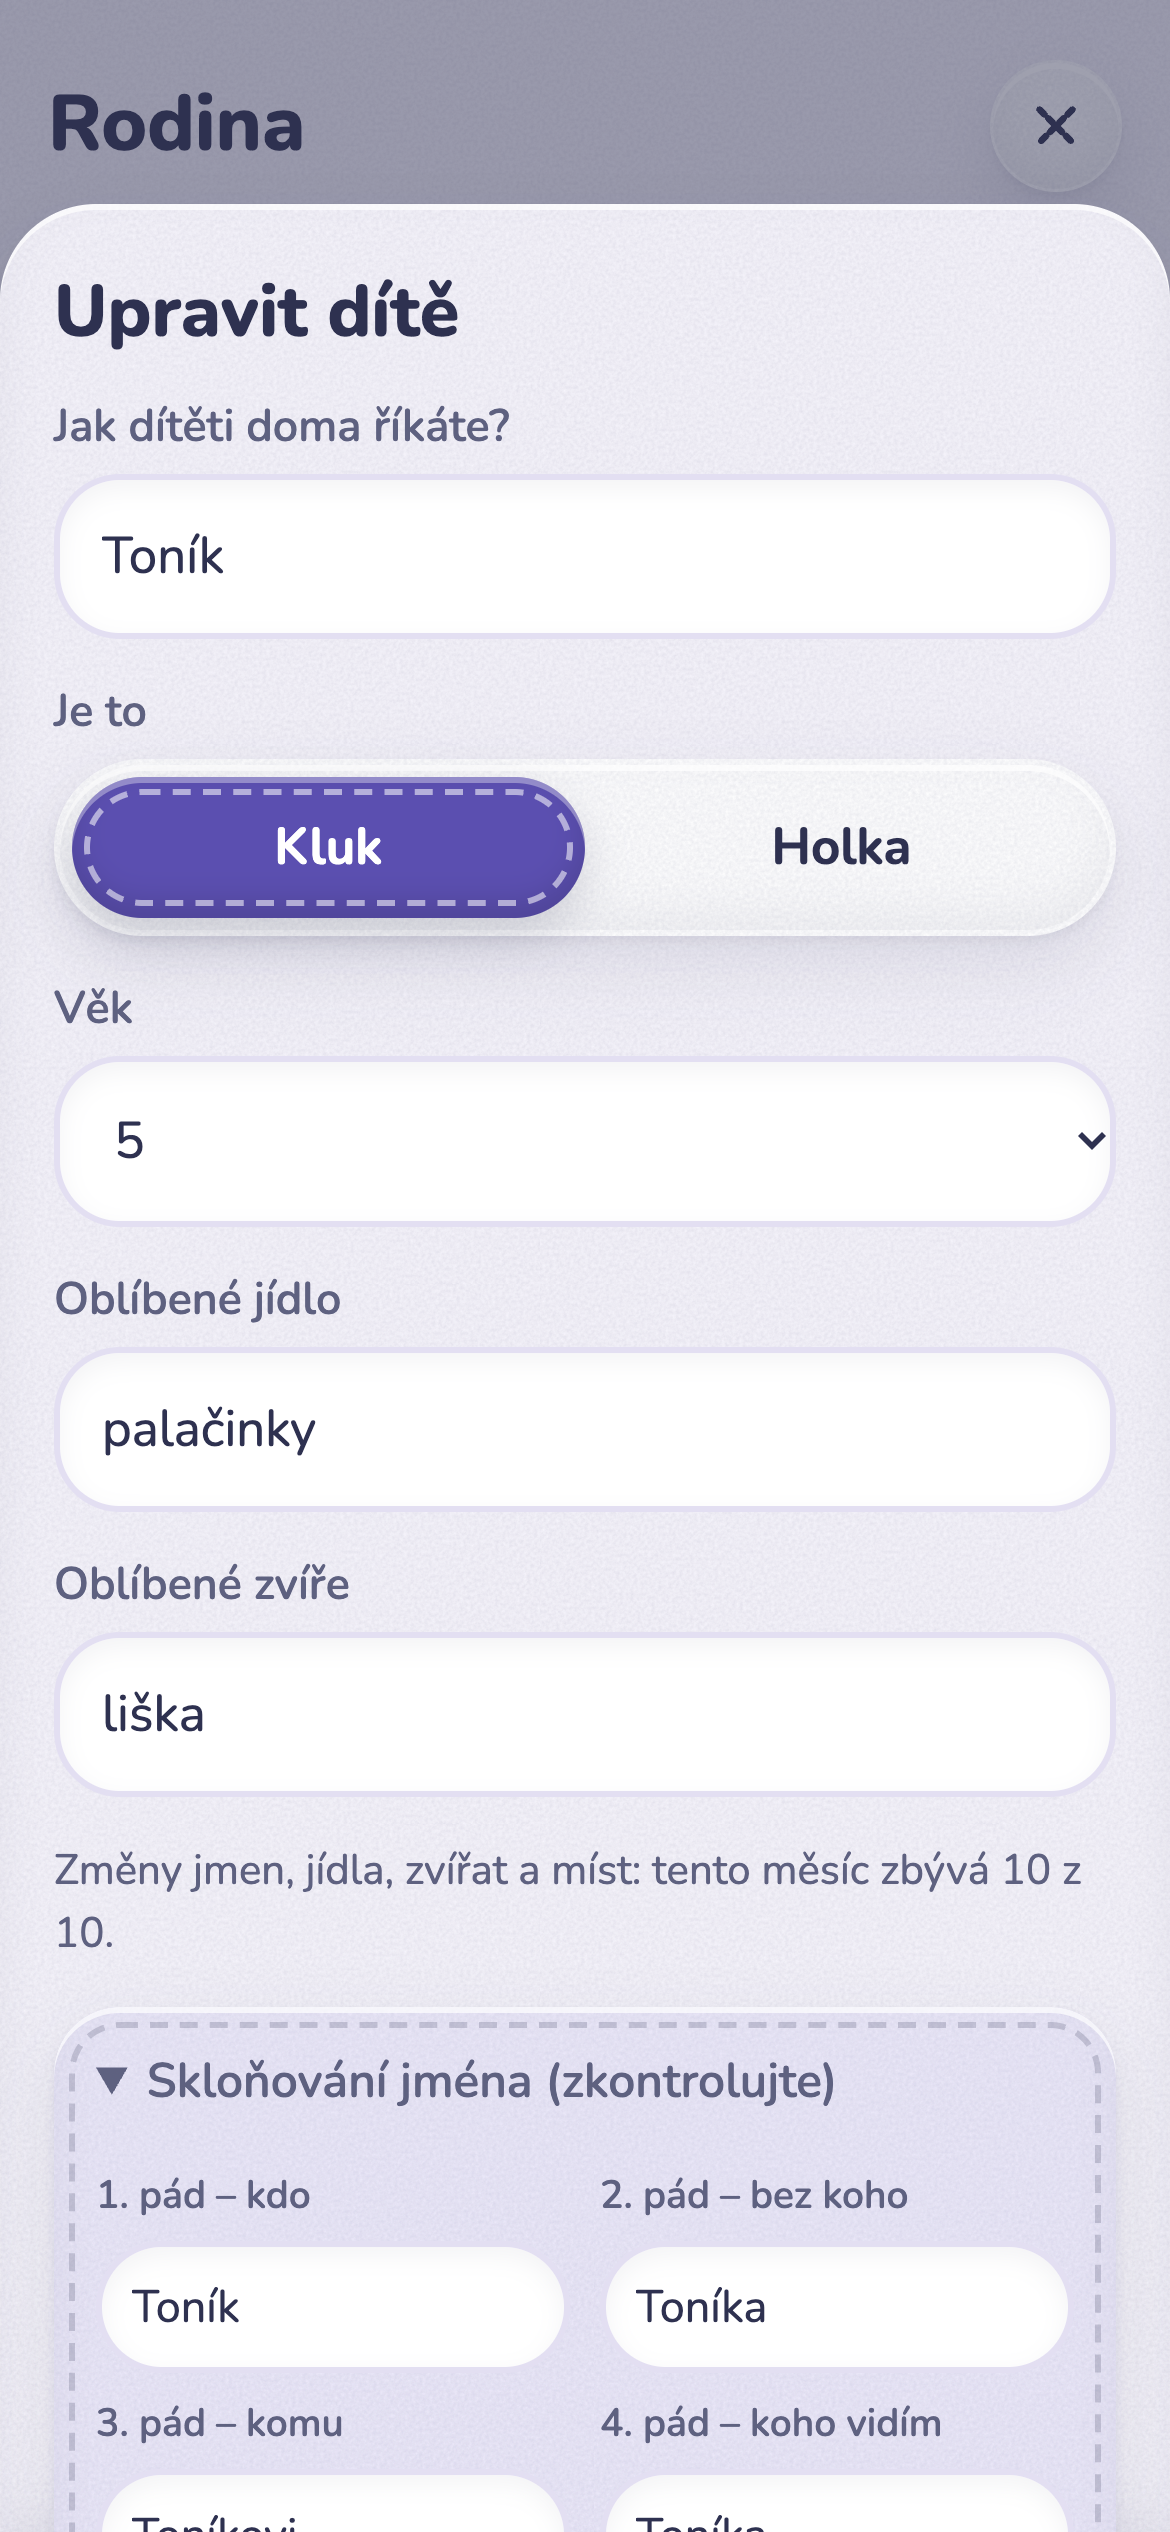 Rodina
Upravit dítě
Jak dítěti doma říkáte?
Toník
Je to
Kluk
Holka
Věk
5
Oblíbené jídlo
palačinky
Oblíbené zvíře
liška
Změny jmen, jídla, zvířat a míst: tento měsíc zbývá 10 z
10.
Skloňování jména (zkontrolujte)
1. pád – kdo
2. pád – bez koho
Toník
Toníka
3. pád – komu
4. pád – koho vidím
Toníkovi
Toníka